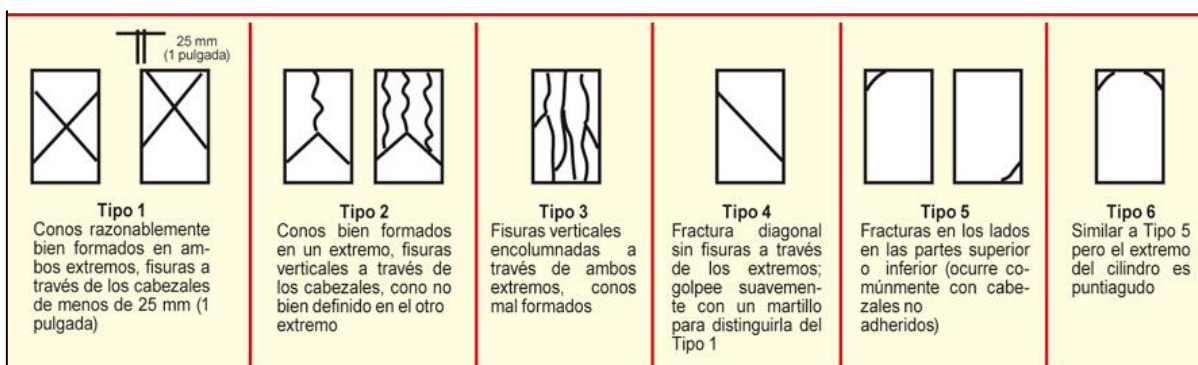 25 mm
(1 pulgada)
Tipo 1
Conos razonablemente
bien formados en am-
bos extremos, fisuras a
través de los cabezales
de menos de 25 mm (1
pulgada)
Tipo 2
Conos bien formados
en un extremo, fisuras
verticales a través de
los cabezales, cono no
bien definido en el otro
extremo
Tipo 3
Fisuras verticales
encolumnadas a
través de ambos
extremos, conos
mal formados
Tipo 4
Fractura diagonal
sin fisuras a través
de los extremos;
golpee suavemen-
te con un martillo
para distinguirla del
Tipo 1
Tipo 5
Fracturas en los lados
en las partes superior
o inferior (ocurre co-
múnmente con cabe-
zales no
adheridos)
Tipo 6
Similar a Tipo 5
pero el extremo
del cilindro es
puntiagudo